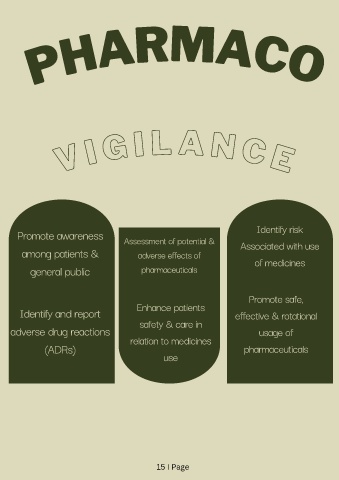 PHARMACO
VIGILANCE
Promote awareness
among patients &
general public
Identify and report
adverse drug reactions
(ADRs)
Assessment of potential &
adverse effects of
pharmaceuticals
Enhance patients
safety & care in
relation to medicines
use
Identify risk
Associated with use
of medicines
Promote safe,
effective & rotational
usage of
pharmaceuticals
15 | Page